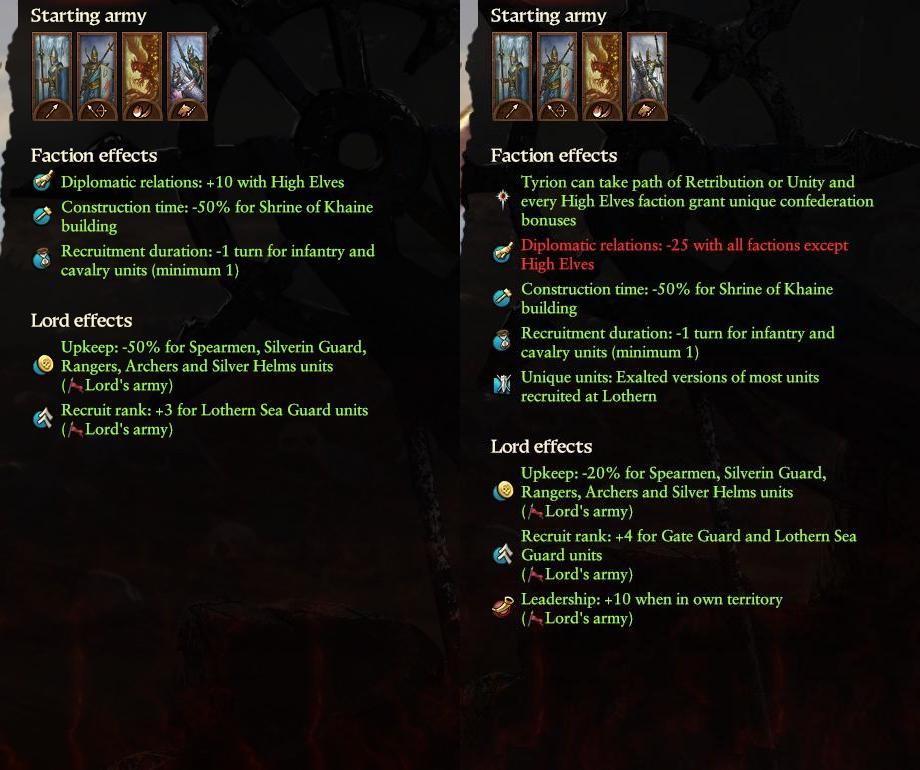 Starting army
Faction effects
Diplomatic relations: +10 with High Elves
Construction time: -50% for Shrine of Khaine
building
Recruitment duration: -1 turn for infantry and
cavalry units (minimum 1)
Lord effects
Upkeep: -50% for Spearmen, Silverin Guard,
Rangers, Archers and Silver Helms units
(Lord's army)
Recruit rank: +3 for Lothern Sea Guard units
(Lord's army)
Starting army
Faction effects
Tyrion can take path of Retribution or Unity and
every High Elves faction grant unique confederation
bonuses
Diplomatic relations: -25 with all factions except
High Elves
Construction time: -50% for Shrine of Khaine
building
Recruitment duration: -1 turn for infantry and
cavalry units (minimum 1)
Unique units: Exalted versions of most units
recruited at Lothern
Lord effects
Upkeep: -20% for Spearmen, Silverin Guard,
Rangers, Archers and Silver Helms units
(Lord's army)
Recruit rank: +4 for Gate Guard and Lothern Sea
Guard units
(Lord's army)
Leadership: +10 when in own territory
(Lord's army)